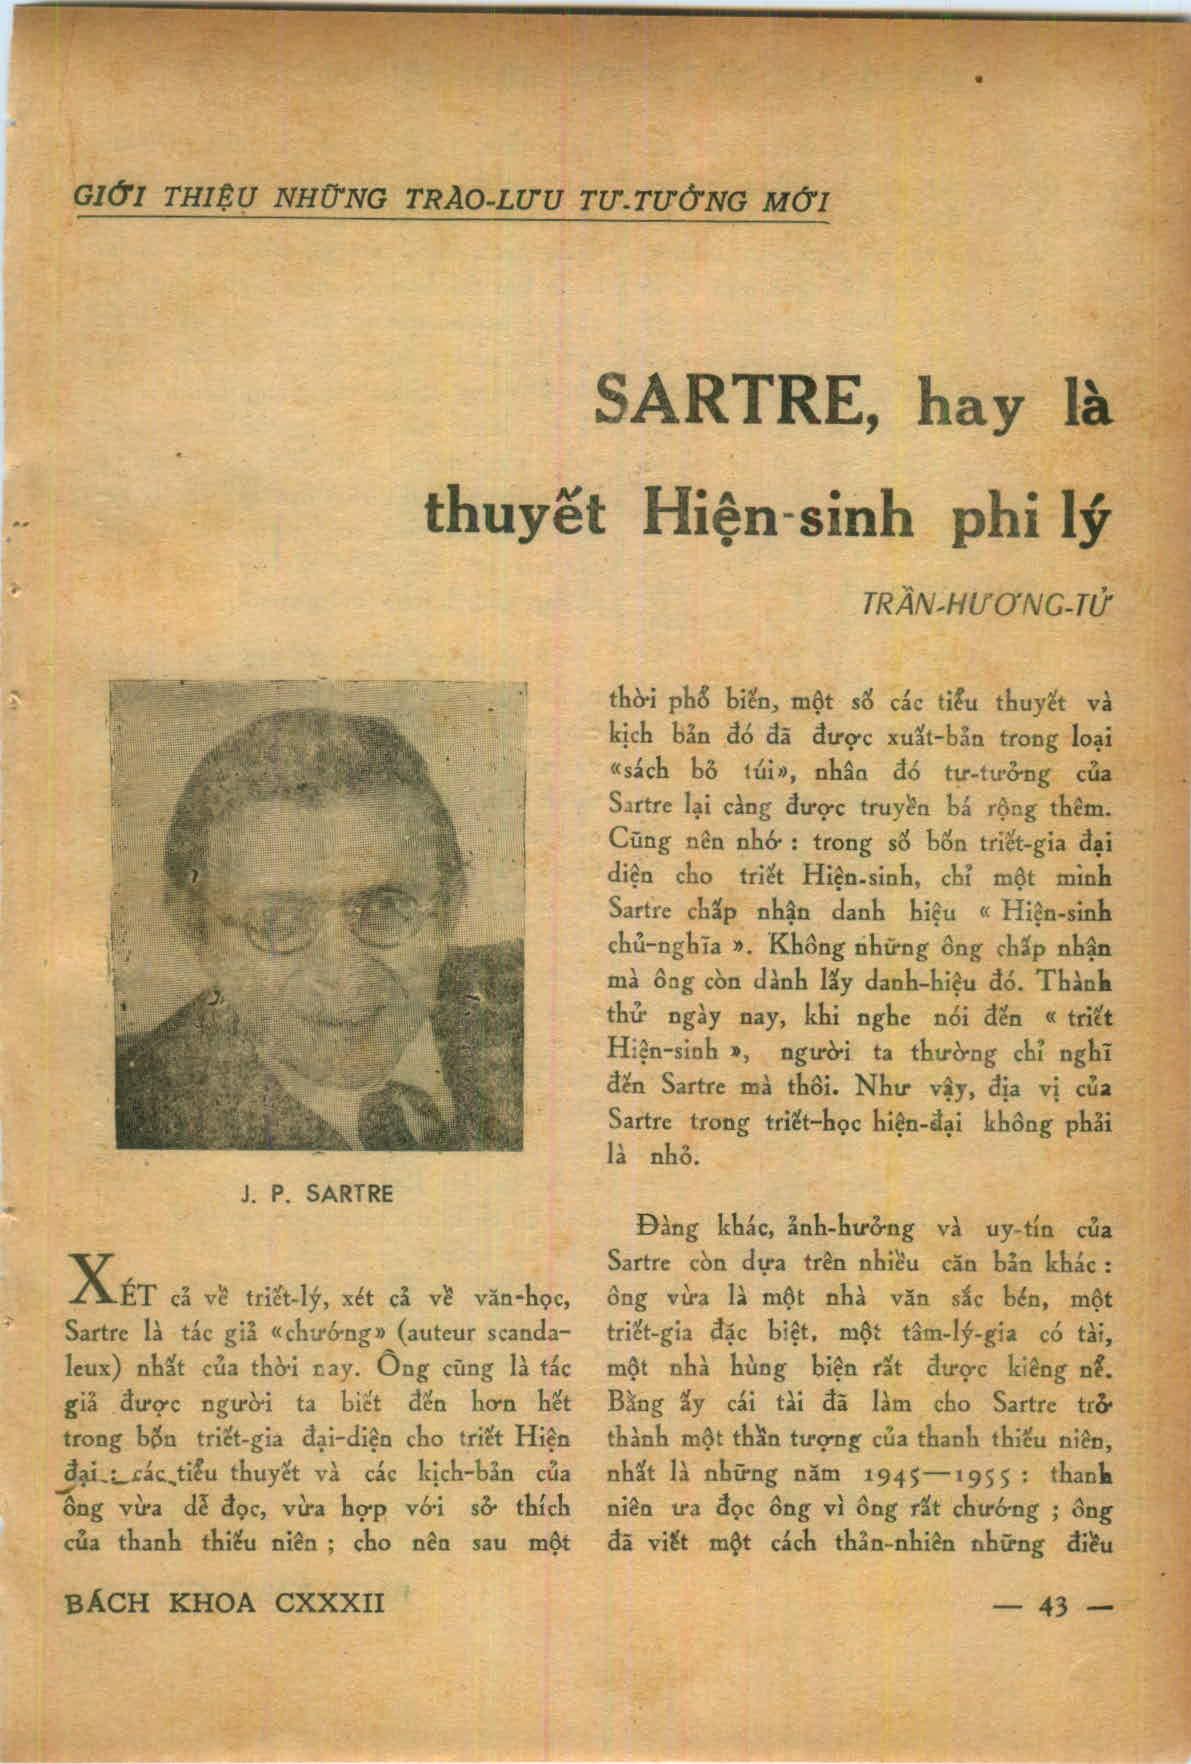 GIỚI THIỆU NHỮNG TRÀO-LƯU TƯ-TƯỞNG MỚI
SARTRE, hay là
thuyết Hiện-sinh phi lý
TRẦN-HƯƠNG-TỬ
J. P. SARTRE
XÉT cả về triết-lý, xét cả về văn-học,
Sartre là tác giả «chướng» (auteur scanda-
leux) nhất của thời nay. Ông cũng là tác
giả được người ta biết đến hơn hết
trong bốn triết-gia đại-diện cho triết Hiện
đại : các tiểu thuyết và các kịch-bản của
ông vừa dễ đọc, vừa hợp với sở thích
của thanh thiếu niên ; cho nên sau một
thời phổ biến, một số các tiểu thuyết và
kịch bản đó đã được xuất-bản trong loại
«sách bỏ túi», nhân đó tư-tưởng của
Sartre lại càng được truyền bá rộng thêm.
Cũng nên nhớ : trong số bốn triết-gia đại
diện cho triết Hiện-sinh, chỉ một mình
Sartre chấp nhận danh hiệu « Hiện-sinh
chủ-nghĩa ». Không những ông chấp nhận
mà ông còn dành lấy danh-hiệu đó. Thành
thử ngày nay, khi nghe nói đến « triết
Hiện-sinh », người ta thường chỉ nghĩ
đến Sartre mà thôi. Như vậy, địa vị của
Sartre trong triết-học hiện-đại không phải
là nhỏ.
Đàng khác, ảnh-hưởng và uy-tín của
Sartre còn dựa trên nhiều căn bản khác :
ông vừa là một nhà văn sắc bén, một
triết-gia đặc biệt, một tâm-lý-gia có tài,
một nhà hùng biện rất được kiêng nể.
Bằng ấy cái tài đã làm cho Sartre trở
thành một thần tượng của thanh thiếu niên,
nhất là những năm 1945—1955 : thanh
niên ưa đọc ông vì ông rất chướng ; ông
đã viết một cách thản-nhiên những điều
BÁCH KHOA CXXXII
— 43 —